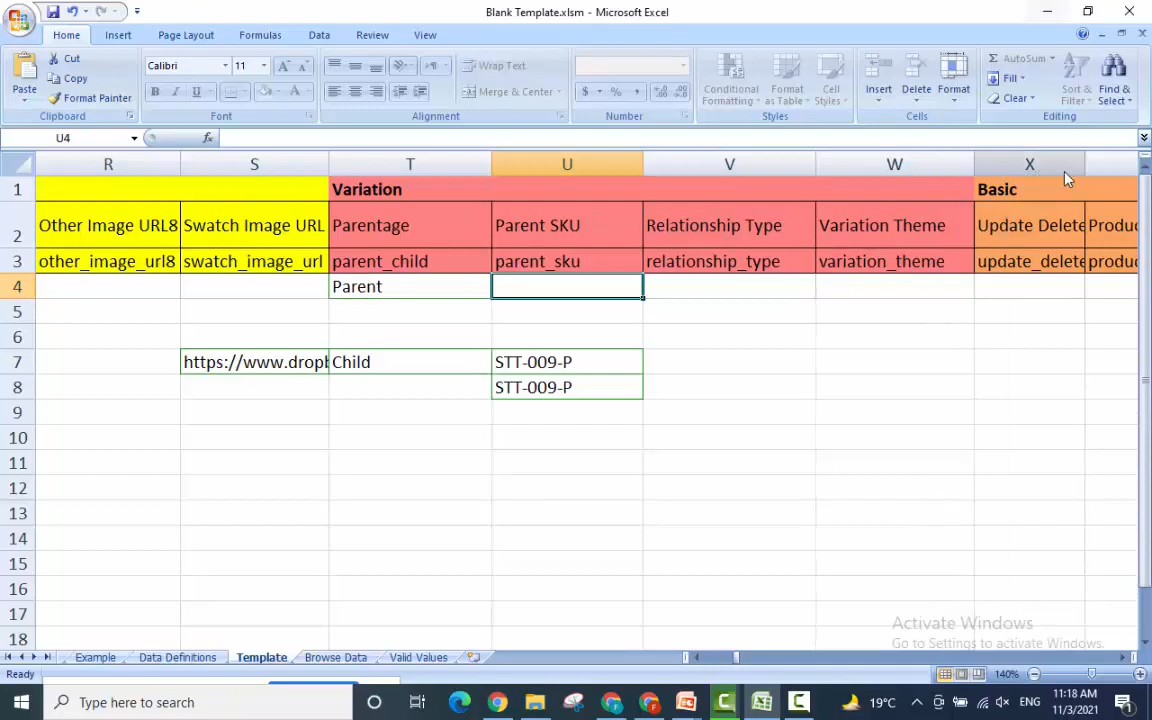 Blank Template.xlsm - Microsoft Excel
Home Insert Page Layout Formulas Data Review View
Paste
Cut
Copy
Format Painter
Clipboard
Calibri 11
B I U
Font
Wrap Text
Merge & Center
Alignment
$ % ,
Number
Conditional Formatting
Format as Table
Cell Styles
Styles
Insert
Delete
Format
Cells
AutoSum
Fill
Clear
Sort & Filter
Find & Select
Editing
U4 fx
R S T U V W X
1 Variation Basic
2 Other Image URL8 Swatch Image URL Parentage Parent SKU Relationship Type Variation Theme Update Delete Produc
3 other_image_url8 swatch_image_url parent_child parent_sku relationship_type variation_theme update_delete produc
4 Parent
5
6
7 https://www.dropb Child STT-009-P
8 STT-009-P
9
10
11
12
13
14
15
16
17
18
Activate Windows
Go to Settings to activate Windows.
Example Data Definitions Template Browse Data Valid Values
Ready 140%
Type here to search
19°C ENG 11:18 AM
11/3/2021
1